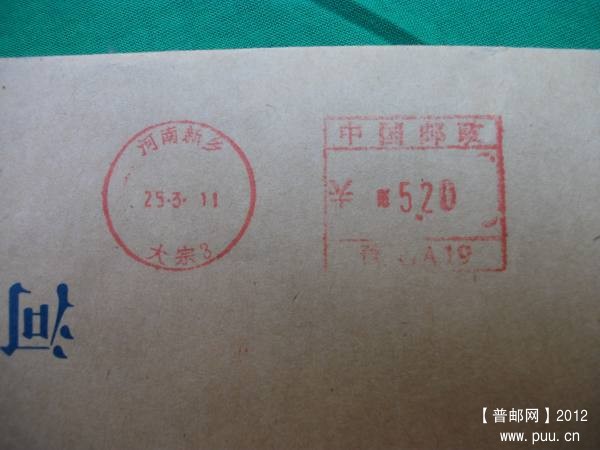 河南新乡
25·3· 11
大宗3
中国邮政
大
520
A19
河
【普邮网】2012
www.puu.cn